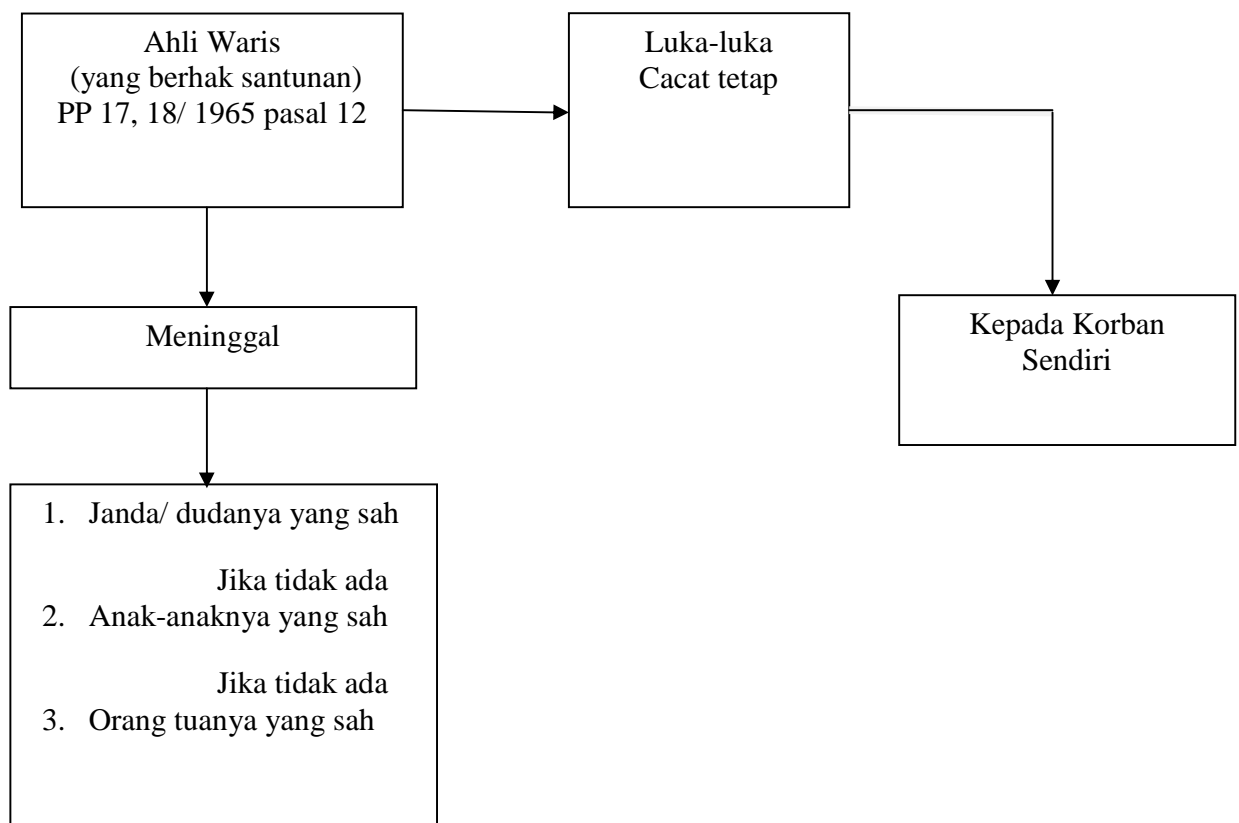 Ahli Waris
(yang berhak santunan)
PP 17, 18/ 1965 pasal 12
Luka-luka
Cacat tetap
Meninggal
Kepada Korban
Sendiri
1. Janda/ dudanya yang sah
Jika tidak ada
2. Anak-anaknya yang sah
Jika tidak ada
3. Orang tuanya yang sah